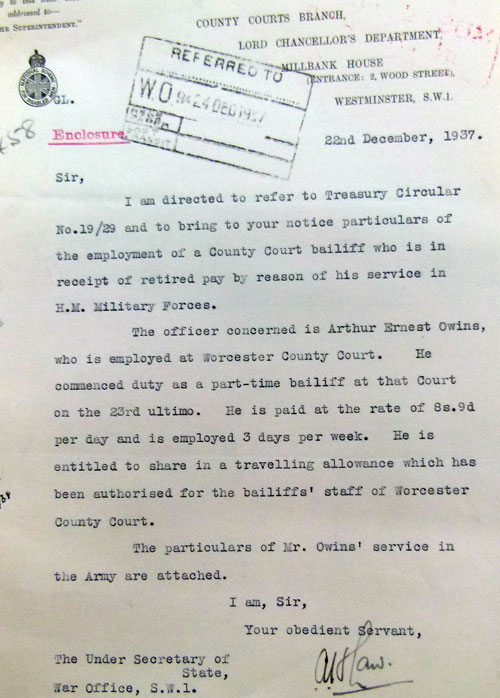 addressed to—
HE SUPERINTENDENT."
COUNTY COURTS BRANCH,
LORD CHANCELLOR'S DEPARTMENT,
MILLBANK HOUSE
(ENTRANCE: 2, WOOD STREET),
WESTMINSTER, S.W.1.
REFERRED TO
WO 24 DEC 1937
GL.
Enclosure.
22nd December, 1937.
Sir,
I am directed to refer to Treasury Circular
No.19/29 and to bring to your notice particulars of
the employment of a County Court bailiff who is in
receipt of retired pay by reason of his service in
H.M. Military Forces.
The officer concerned is Arthur Ernest Owins,
who is employed at Worcester County Court. He
commenced duty as a part-time bailiff at that Court
on the 23rd ultimo. He is paid at the rate of 8s.9d
per day and is employed 3 days per week. He is
entitled to share in a travelling allowance which has
been authorised for the bailiffs' staff of Worcester
County Court.
The particulars of Mr. Owins' service in
the Army are attached.
I am, Sir,
Your obedient Servant,
The Under Secretary of
State,
War Office, S.W.1.